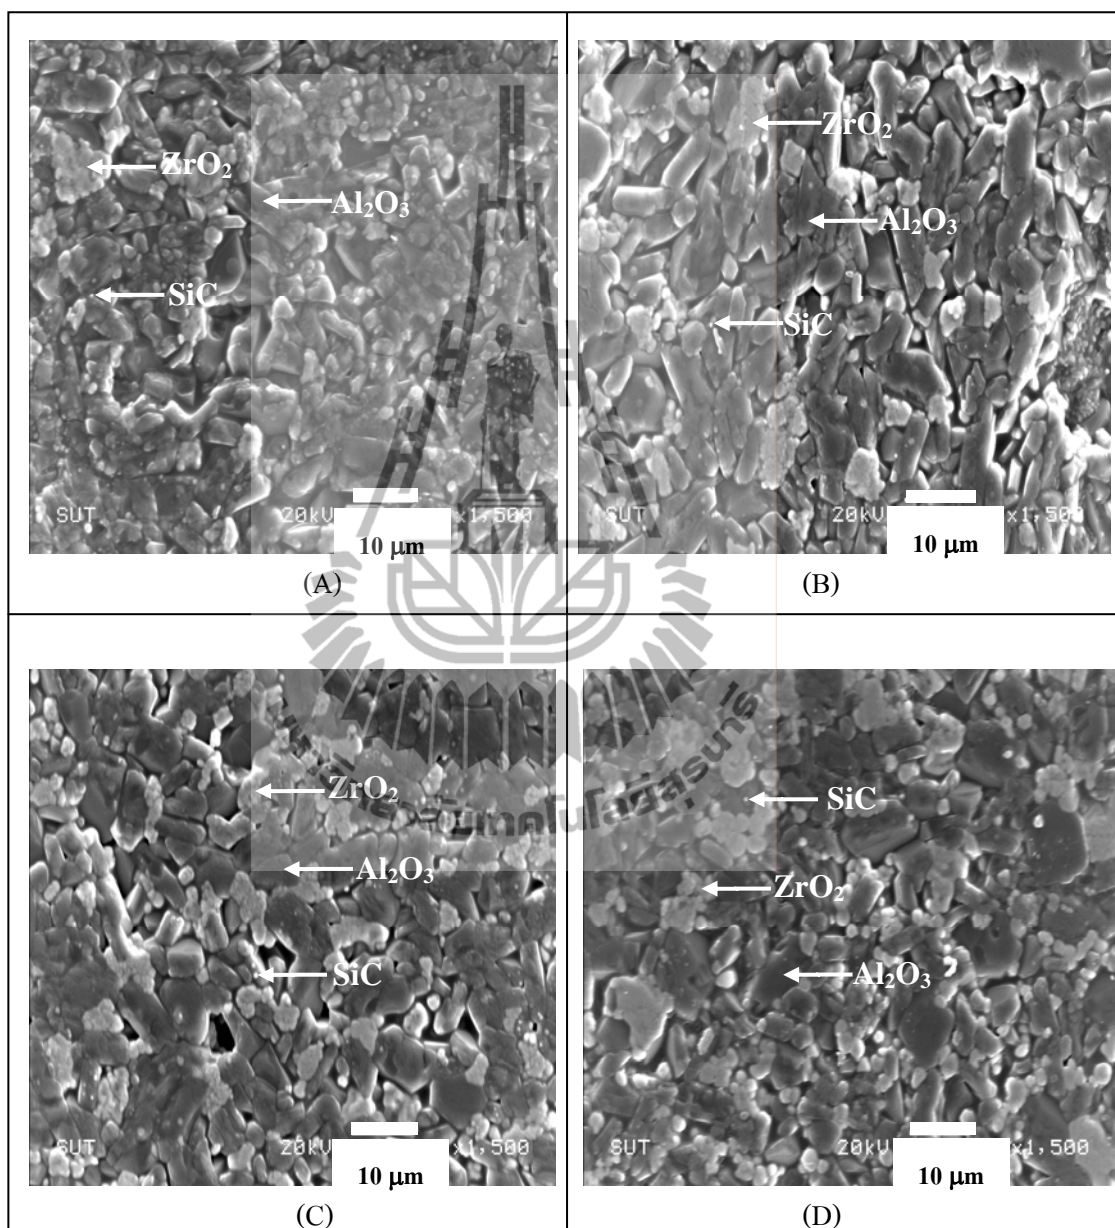 ZrO₂
Al₂O₃
SiC
SUT 20kV x1,500
10 µm
(A)
ZrO₂
Al₂O₃
SiC
SUT 20kV x1,500
10 µm
(B)
ZrO₂
Al₂O₃
SiC
SUT 20kV x1,500
10 µm
(C)
SiC
ZrO₂
Al₂O₃
SUT 20kV x1,500
10 µm
(D)